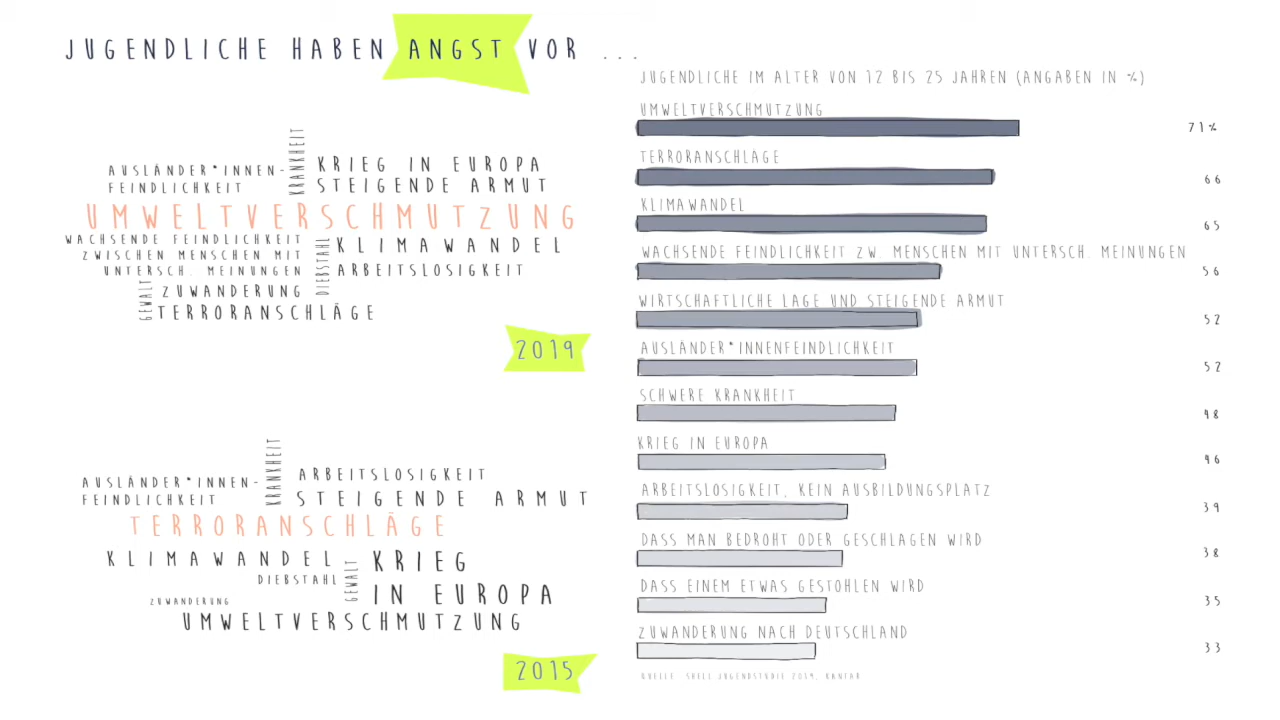 JUGENDLICHE HABEN ANGST VOR ...
AUSLÄNDER*INNEN-
FEINDLICHKEIT
KRANKHEIT
KRIEG IN EUROPA
STEIGENDE ARMUT
UMWELTVERSCHMUTZUNG
WACHSENDE FEINDLICHKEIT
ZWISCHEN MENSCHEN MIT
UNTERSCH. MEINUNGEN
DIEBSTAHL
KLIMAWANDEL
ARBEITSLOSIGKEIT
GEWALT
ZUWANDERUNG
TERRORANSCHLÄGE
2019
AUSLÄNDER*INNEN-
FEINDLICHKEIT
KRANKHEIT
ARBEITSLOSIGKEIT
STEIGENDE ARMUT
TERRORANSCHLÄGE
KLIMAWANDEL
DIEBSTAHL
GEWALT
KRIEG
IN EUROPA
ZUWANDERUNG
UMWELTVERSCHMUTZUNG
2015
JUGENDLICHE IM ALTER VON 12 BIS 25 JAHREN (ANGABEN IN %)
UMWELTVERSCHMUTZUNG
71%
TERRORANSCHLÄGE
66
KLIMAWANDEL
65
WACHSENDE FEINDLICHKEIT ZW. MENSCHEN MIT UNTERSCH. MEINUNGEN
56
WIRTSCHAFTLICHE LAGE UND STEIGENDE ARMUT
52
AUSLÄNDER*INNENFEINDLICHKEIT
52
SCHWERE KRANKHEIT
48
KRIEG IN EUROPA
46
ARBEITSLOSIGKEIT, KEIN AUSBILDUNGSPLATZ
39
DASS MAN BEDROHT ODER GESCHLAGEN WIRD
38
DASS EINEM ETWAS GESTOHLEN WIRD
35
ZUWANDERUNG NACH DEUTSCHLAND
33
QUELLE: SHELL JUGENDSTUDIE 2019, KANTAR